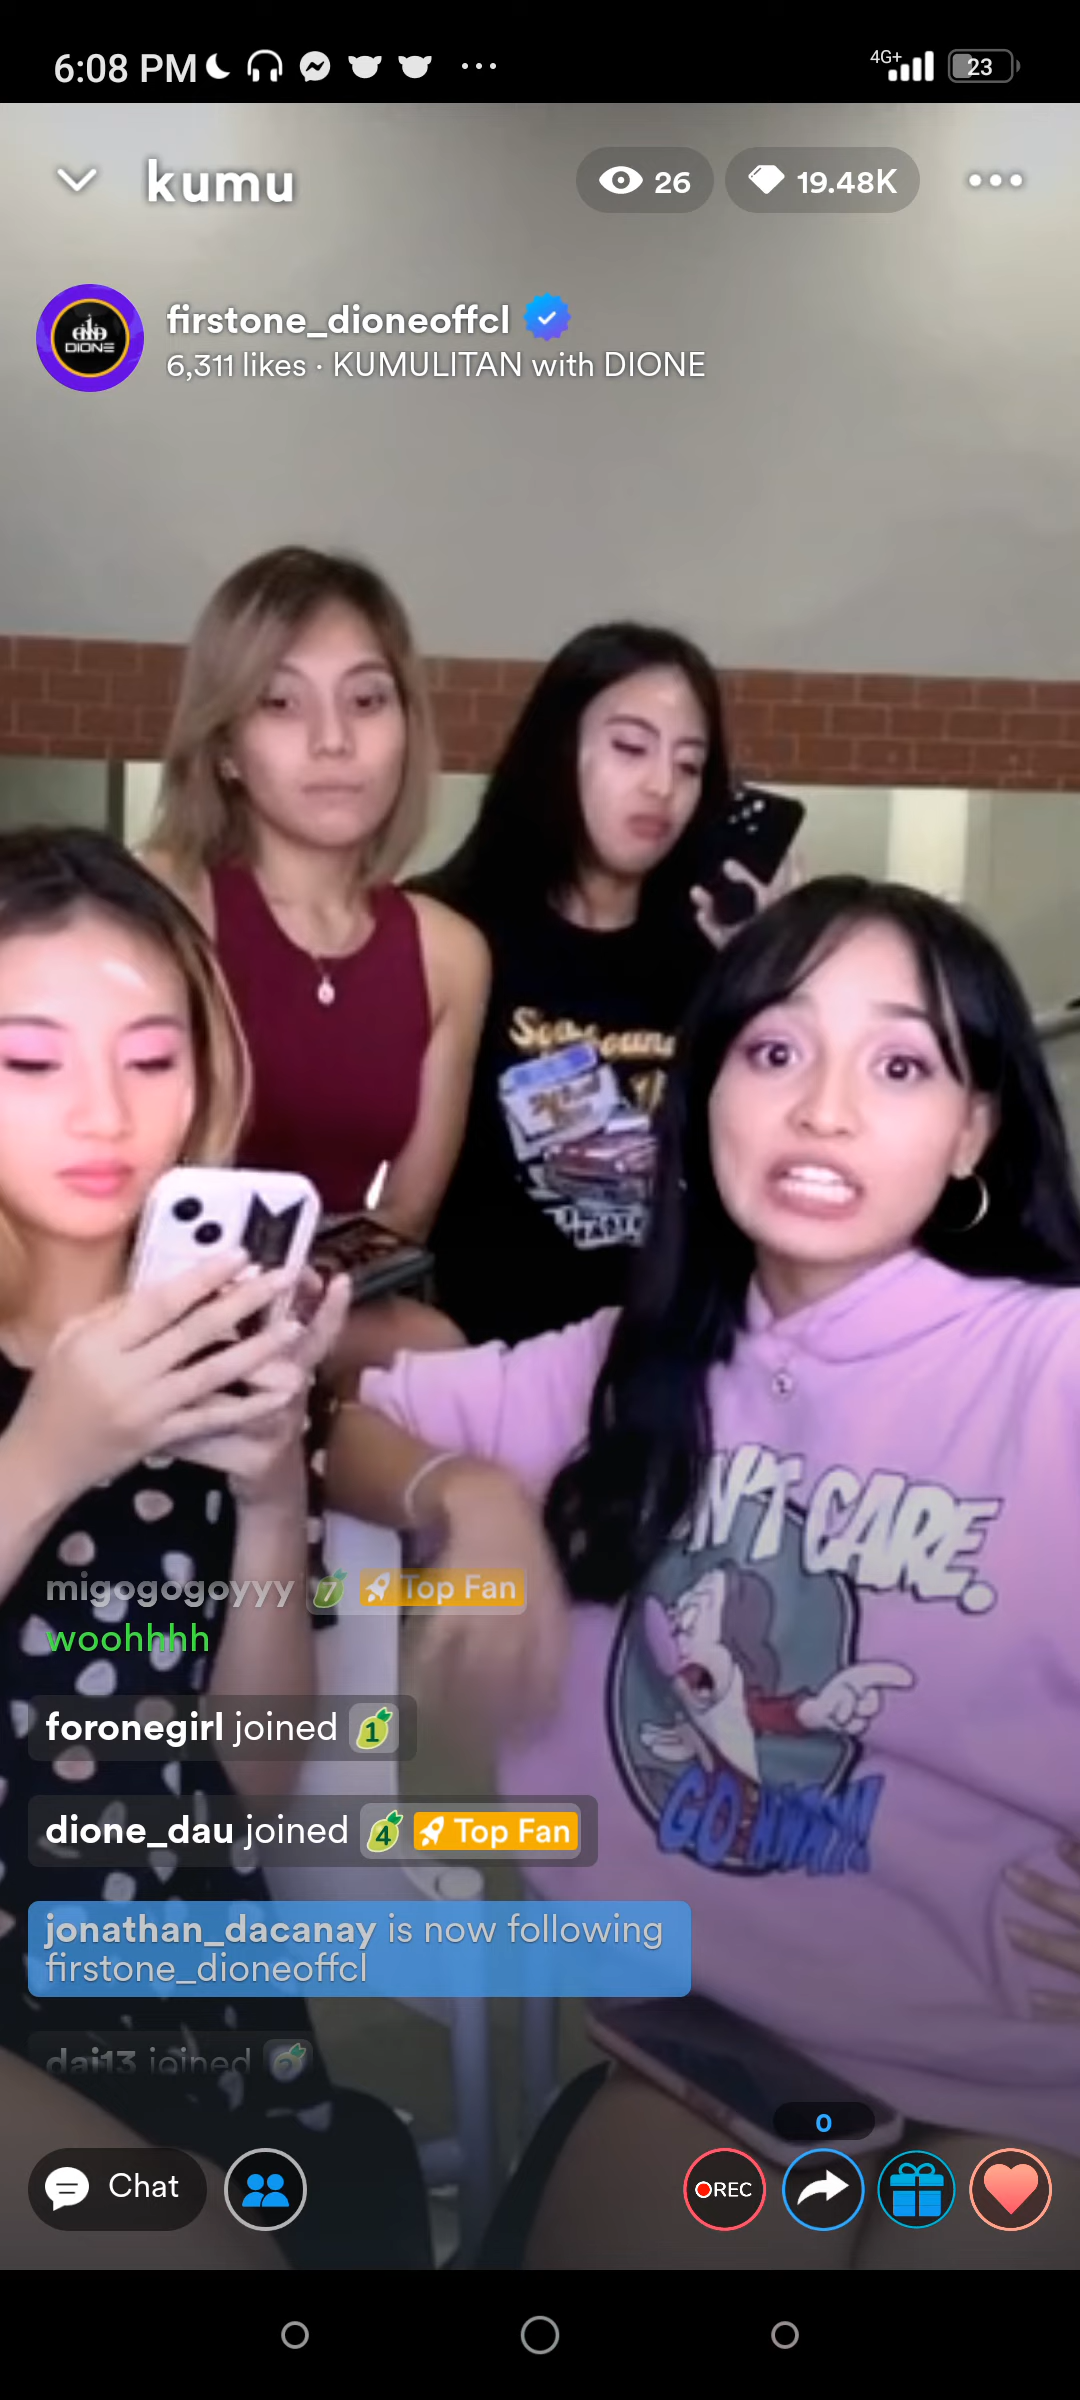 6:08 PM
4G+
23
kumu
26
19.48K
DIONE
firstone_dioneoffcl
6,311 likes · KUMULITAN with DIONE
N'T CARE.
migogogoyyy 7 Top Fan
woohhhh
foronegirl joined 1
dione_dau joined 4 Top Fan
GO
jonathan_dacanay is now following
firstone_dioneoffcl
dai13 joined
0
Chat
REC